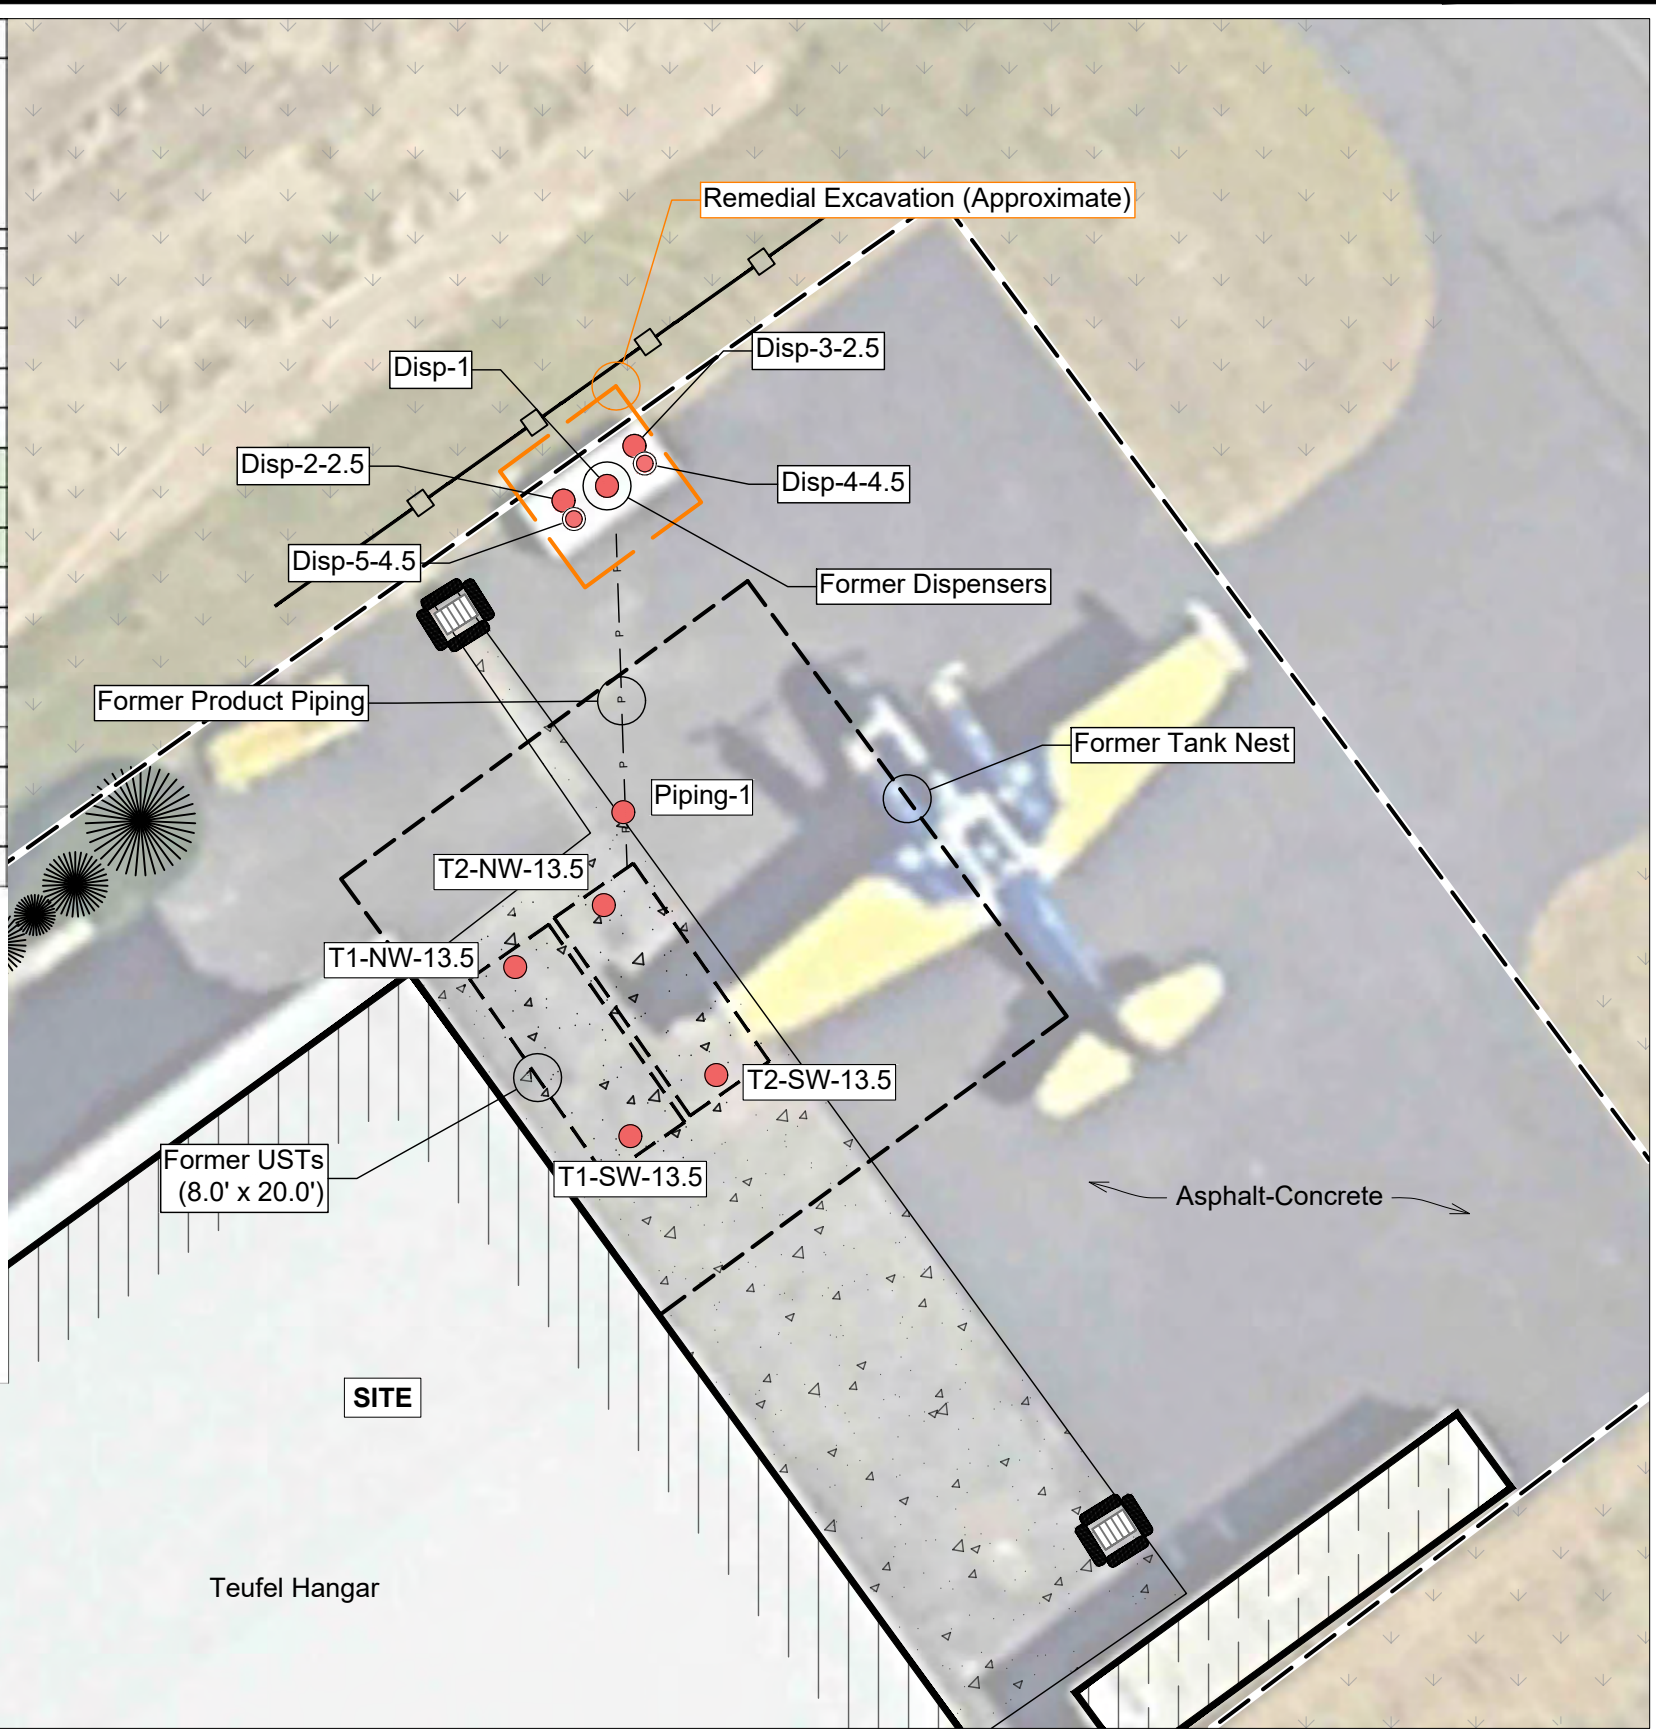 Remedial Excavation (Approximate)
Disp-3-2.5
Disp-1
Disp-2-2.5
Disp-4-4.5
Disp-5-4.5
Former Dispensers
P
P
Former Product Piping
P
Former Tank Nest
P
Piping-1
P
T2-NW-13.5
T1-NW-13.5
T2-SW-13.5
Former USTs
(8.0' x 20.0')
T1-SW-13.5
Asphalt-Concrete
SITE
Teufel Hangar